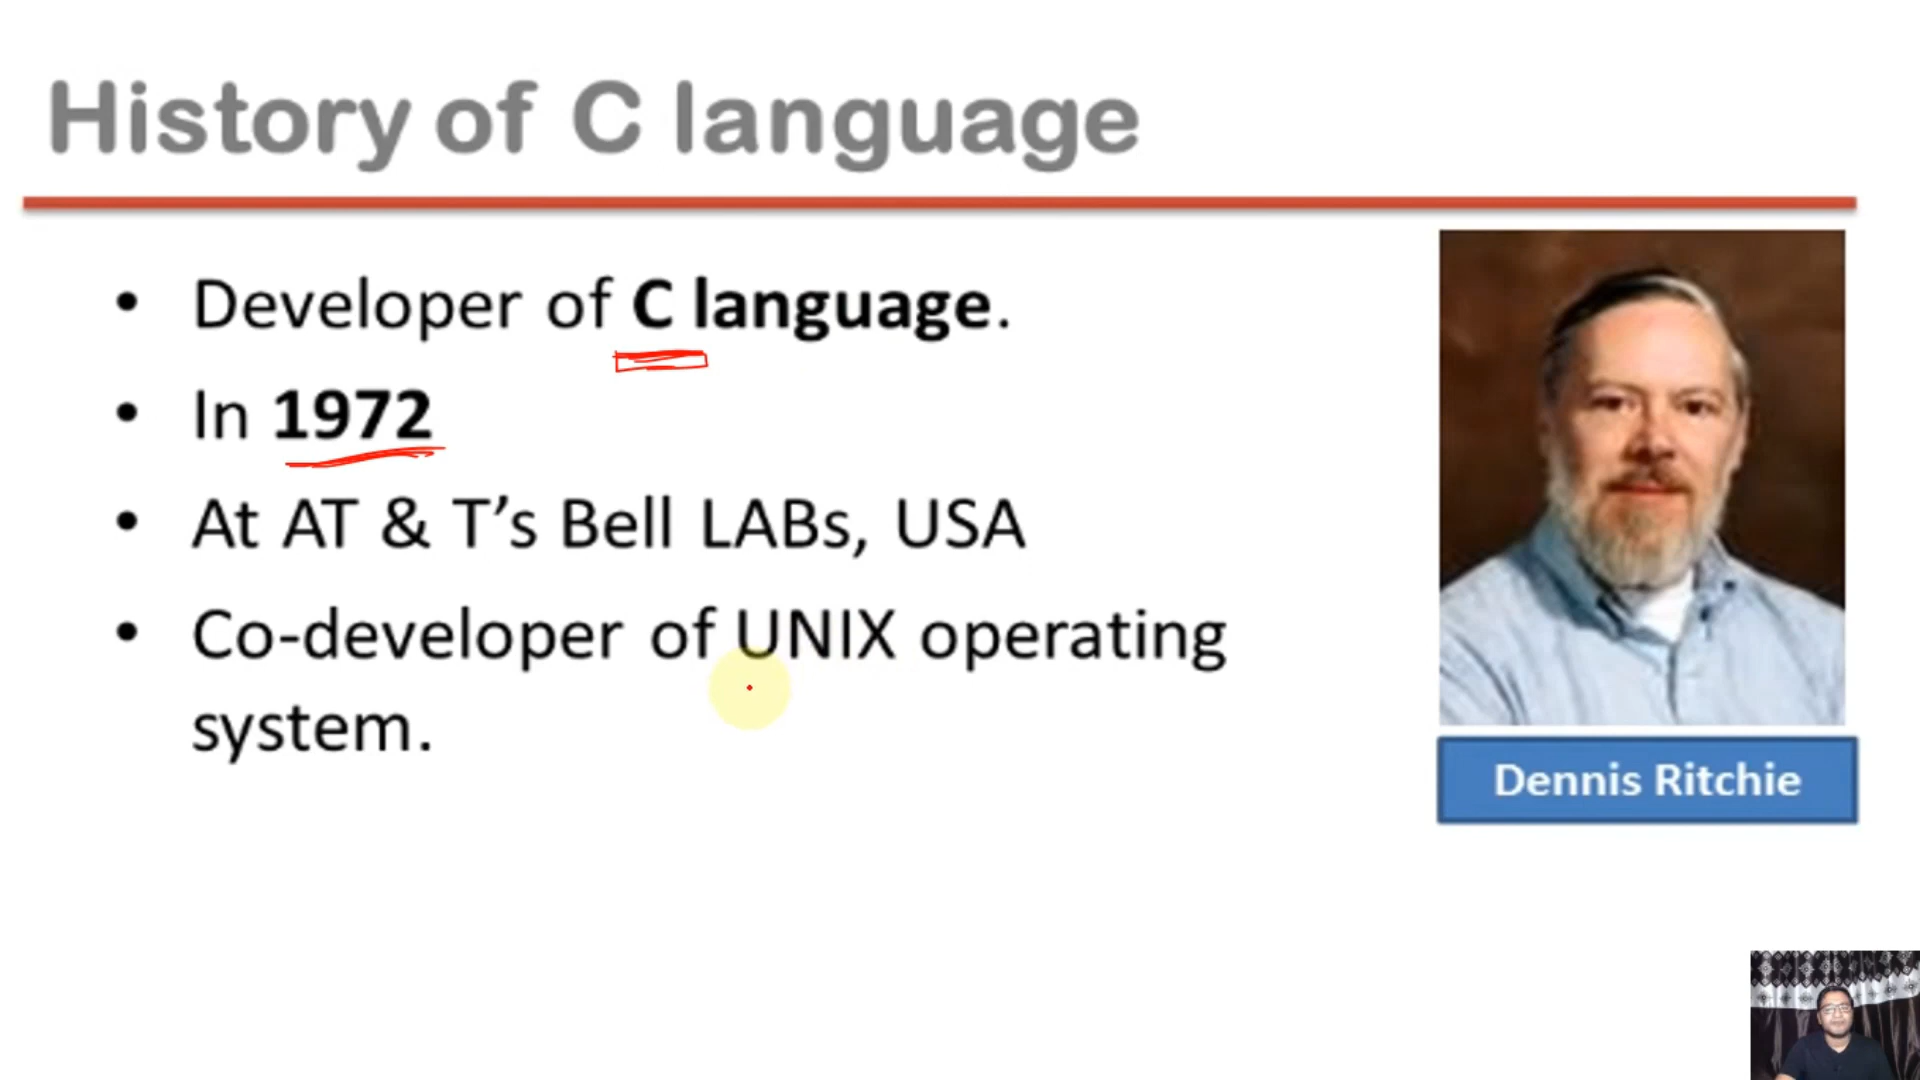 History of C language
• Developer of C language.
• In 1972
• At AT & T’s Bell LABs, USA
• Co-developer of UNIX operating
system.
Dennis Ritchie